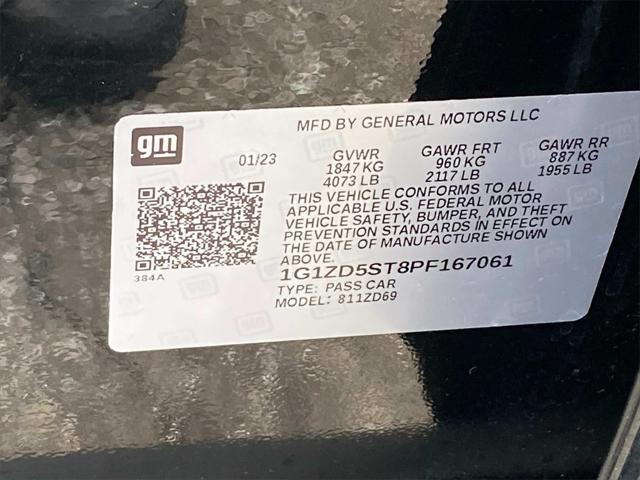 gm
MFD BY GENERAL MOTORS LLC
01/23
GVWR
1847 KG
4073 LB
GAWR FRT
960 KG
2117 LB
GAWR RR
887 KG
1955 LB
THIS VEHICLE CONFORMS TO ALL
APPLICABLE U.S. FEDERAL MOTOR
VEHICLE SAFETY, BUMPER, AND THEFT
PREVENTION STANDARDS IN EFFECT ON
THE DATE OF MANUFACTURE SHOWN
ABOVE.
384A
1G1ZD5ST8PF167061
TYPE: PASS CAR
MODEL: 811ZD69